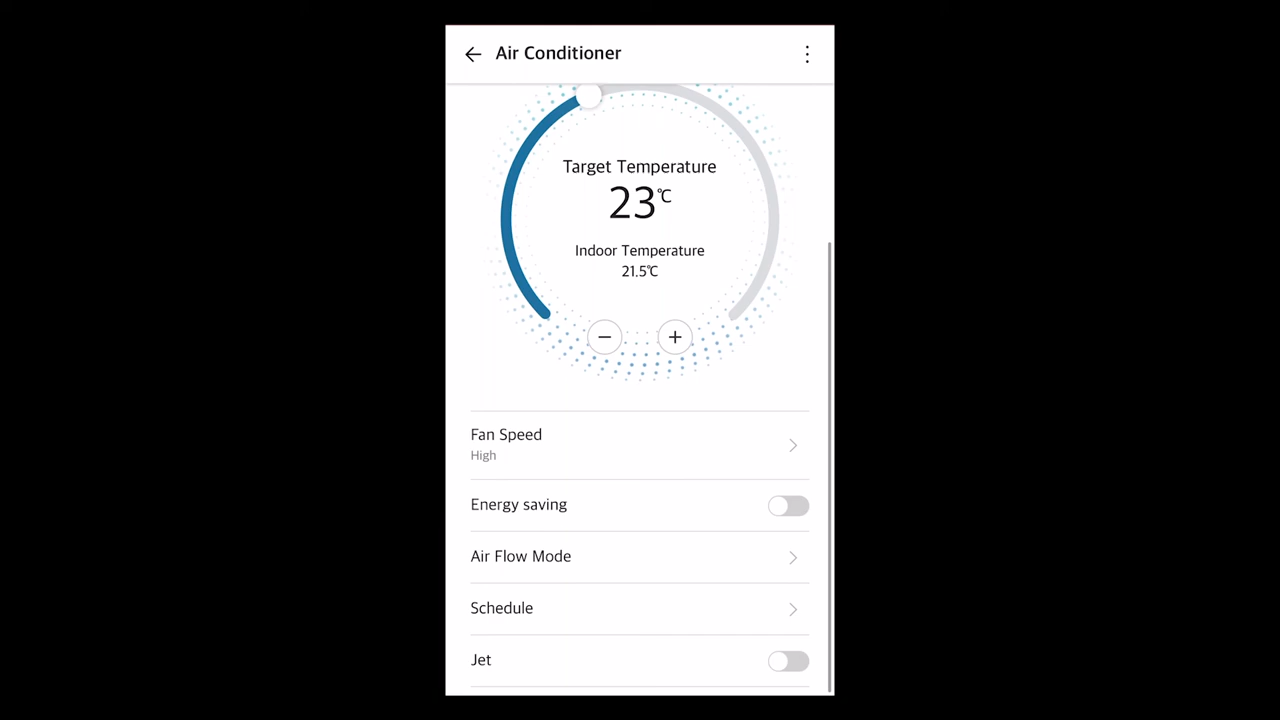 Air Conditioner
Target Temperature
23℃
Indoor Temperature
21.5℃
Fan Speed
High
Energy saving
Air Flow Mode
Schedule
Jet